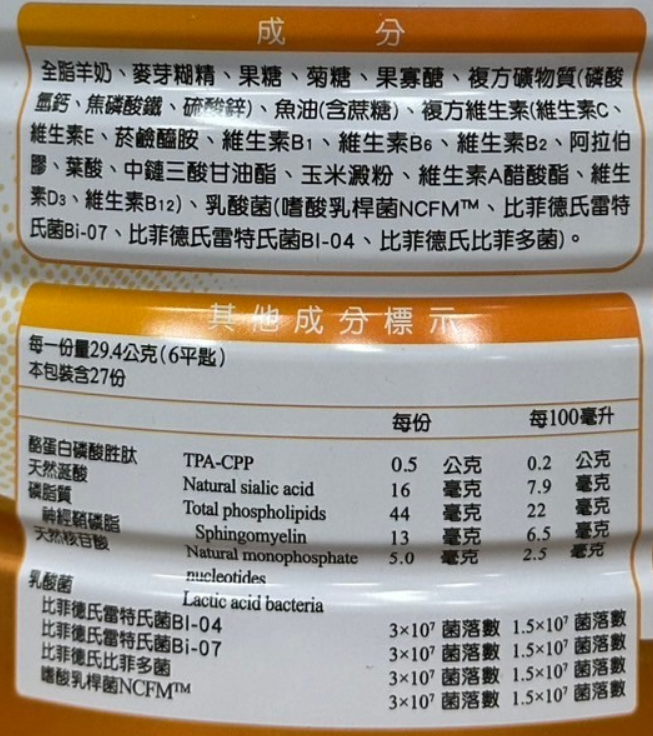 成 分
全脂羊奶、麥芽糊精、果糖、菊糖、果寡醣、複方礦物質(磷酸
氫鈣、焦磷酸鐵、硫酸鋅)、魚油(含蔗糖)、複方維生素(維生素C、
維生素E、菸鹼醯胺、維生素B1、維生素B6、維生素B2、阿拉伯
膠、葉酸、中鏈三酸甘油酯、玉米澱粉、維生素A醋酸酯、維生
素D3、維生素B12)、乳酸菌(嗜酸乳桿菌NCFM™、比菲德氏雷特
氏菌Bi-07、比菲德氏雷特氏菌BI-04、比菲德氏比菲多菌)。
其他成分標示
每一份量29.4公克(6平匙)
本包裝含27份
每份 每100毫升
酪蛋白磷酸胜肽 TPA-CPP 0.5 公克 0.2 公克
天然涎酸 Natural sialic acid 16 毫克 7.9 毫克
磷脂質 Total phospholipids 44 毫克 22 毫克
神經鞘磷脂 Sphingomyelin 13 毫克 6.5 毫克
天然核苷酸 Natural monophosphate 5.0 毫克 2.5 毫克
nucleotides
乳酸菌 Lactic acid bacteria
比菲德氏雷特氏菌BI-04 3×10⁷ 菌落數 1.5×10⁷ 菌落數
比菲德氏雷特氏菌Bi-07 3×10⁷ 菌落數 1.5×10⁷ 菌落數
比菲德氏比菲多菌 3×10⁷ 菌落數 1.5×10⁷ 菌落數
嗜酸乳桿菌NCFM™ 3×10⁷ 菌落數 1.5×10⁷ 菌落數